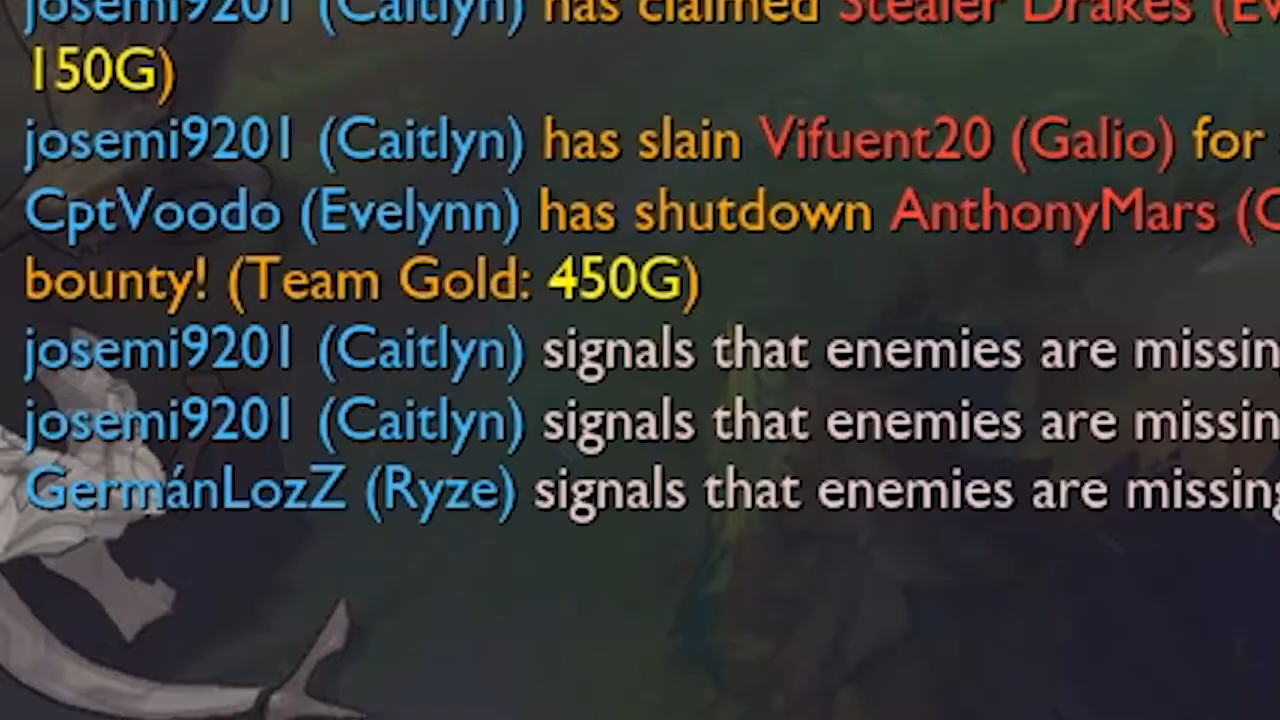 josemi9201 (Caitlyn) has claimed Stealer Drakes (Ev
150G)
josemi9201 (Caitlyn) has slain Vifuent20 (Galio) for
CptVoodo (Evelynn) has shutdown AnthonyMars (
bounty! (Team Gold: 450G)
josemi9201 (Caitlyn) signals that enemies are missin
josemi9201 (Caitlyn) signals that enemies are missin
GermánLozZ (Ryze) signals that enemies are missing